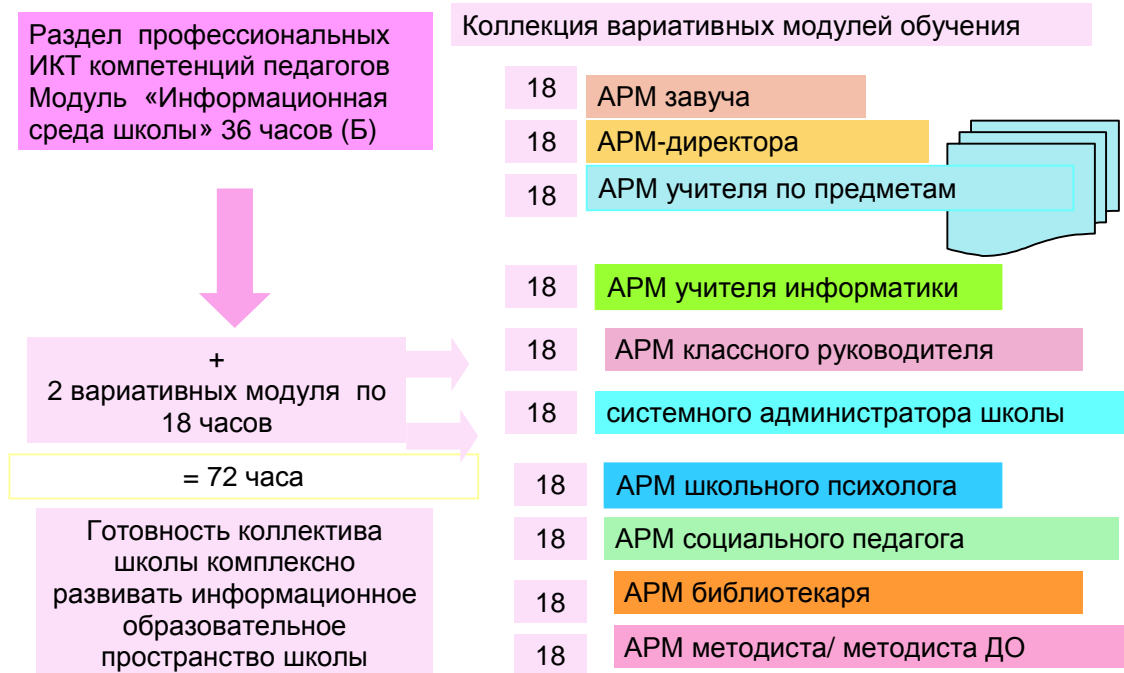 Раздел профессиональных
ИКТ компетенций педагогов
Модуль «Информационная
среда школы» 36 часов (Б)
+
2 вариативных модуля по
18 часов
= 72 часа
Готовность коллектива
школы комплексно
развивать информационное
образовательное
пространство школы
Коллекция вариативных модулей обучения
18 АРМ завуча
18 АРМ-директора
18 АРМ учителя по предметам
18 АРМ учителя информатики
18 АРМ классного руководителя
18 системного администратора школы
18 АРМ школьного психолога
18 АРМ социального педагога
18 АРМ библиотекаря
18 АРМ методиста/ методиста ДО